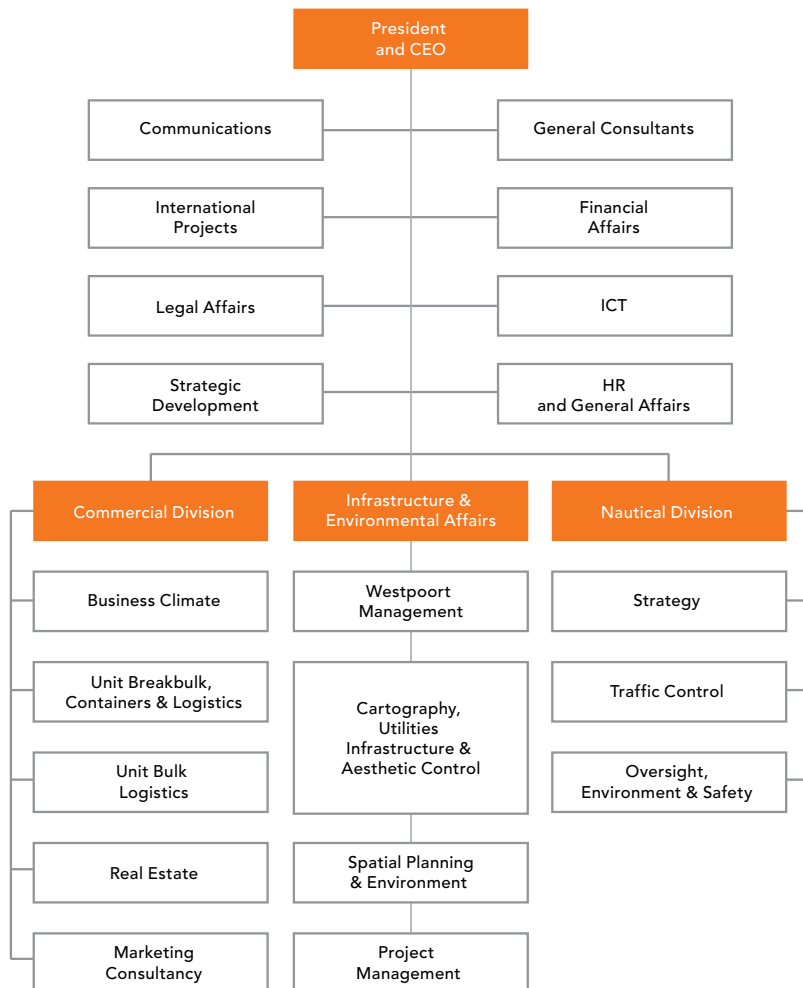 President
and CEO
Communications
General Consultants
International
Projects
Financial
Affairs
Legal Affairs
ICT
Strategic
Development
HR
and General Affairs
Commercial Division
Infrastructure &
Environmental Affairs
Nautical Division
Business Climate
Westpoort
Management
Strategy
Unit Breakbulk,
Containers & Logistics
Cartography,
Utilities
Infrastructure &
Aesthetic Control
Traffic Control
Unit Bulk
Logistics
Oversight,
Environment & Safety
Real Estate
Spatial Planning
& Environment
Marketing
Consultancy
Project
Management